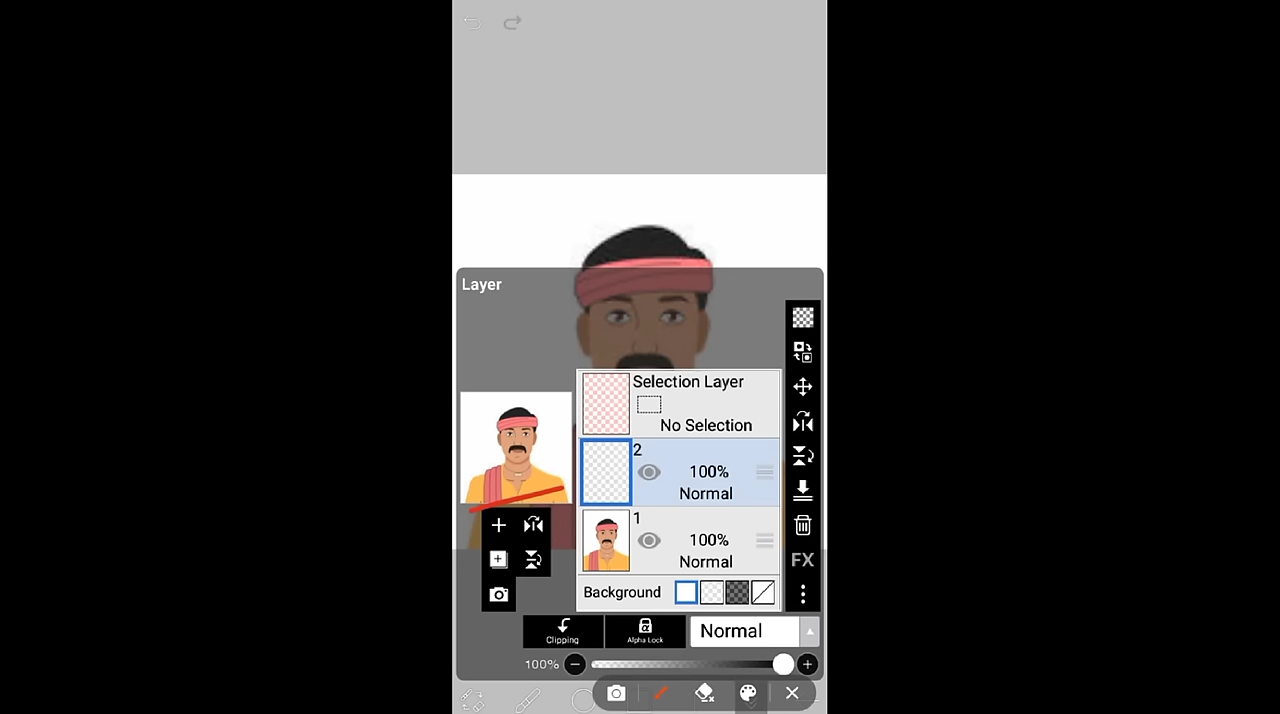 Layer
Selection Layer
No Selection
2
100%
Normal
1
100%
Normal
FX
Background
Clipping
α
Alpha Lock
Normal
100%